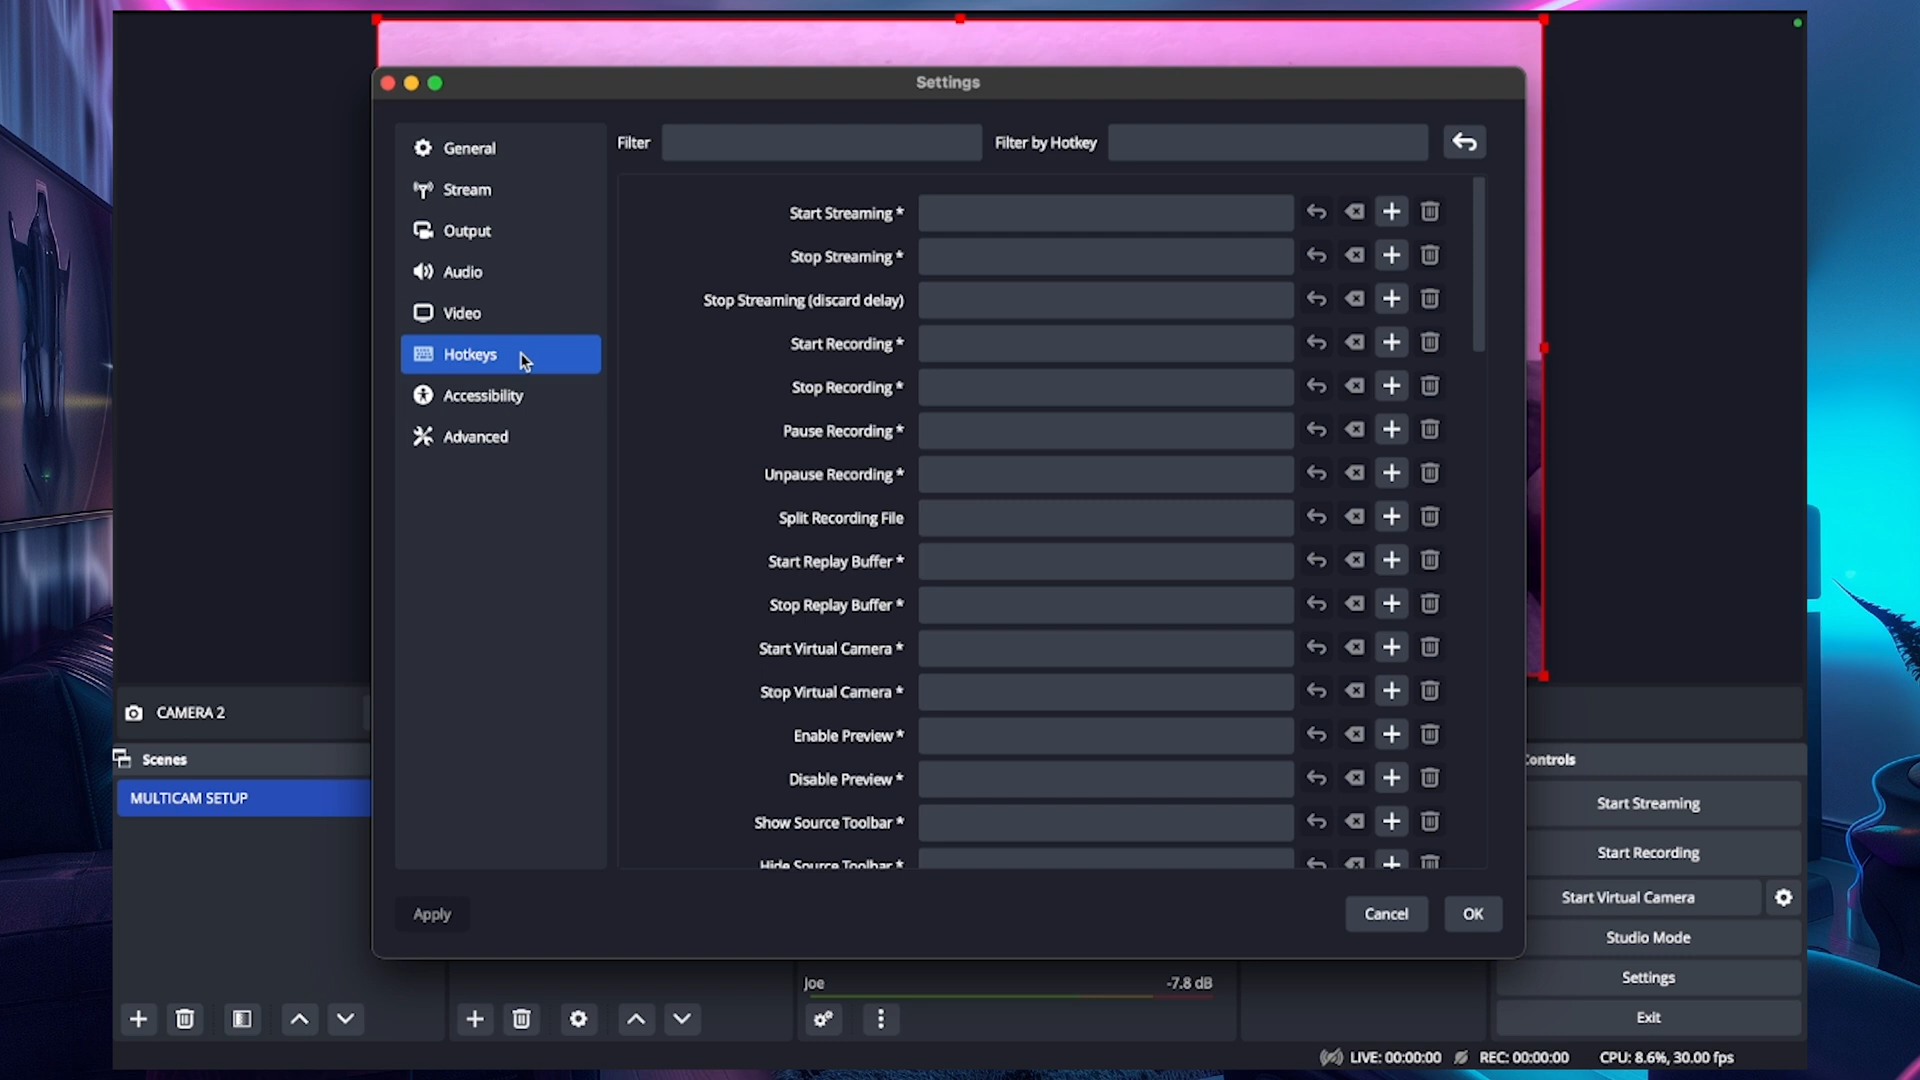 Settings
General
Stream
Output
Audio
Video
Hotkeys
Accessibility
Advanced
Filter
Filter by Hotkey
Start Streaming *
Stop Streaming *
Stop Streaming (discard delay)
Start Recording *
Stop Recording *
Pause Recording *
Unpause Recording *
Split Recording File
Start Replay Buffer *
Stop Replay Buffer *
Start Virtual Camera *
Stop Virtual Camera *
Enable Preview *
Disable Preview *
Show Source Toolbar *
Hide Source Toolbar *
Apply
Cancel
OK
CAMERA 2
Scenes
MULTICAM SETUP
Joe
-7.8 dB
Controls
Start Streaming
Start Recording
Start Virtual Camera
Studio Mode
Settings
Exit
LIVE: 00:00:00
REC: 00:00:00
CPU: 8.6%, 30.00 fps